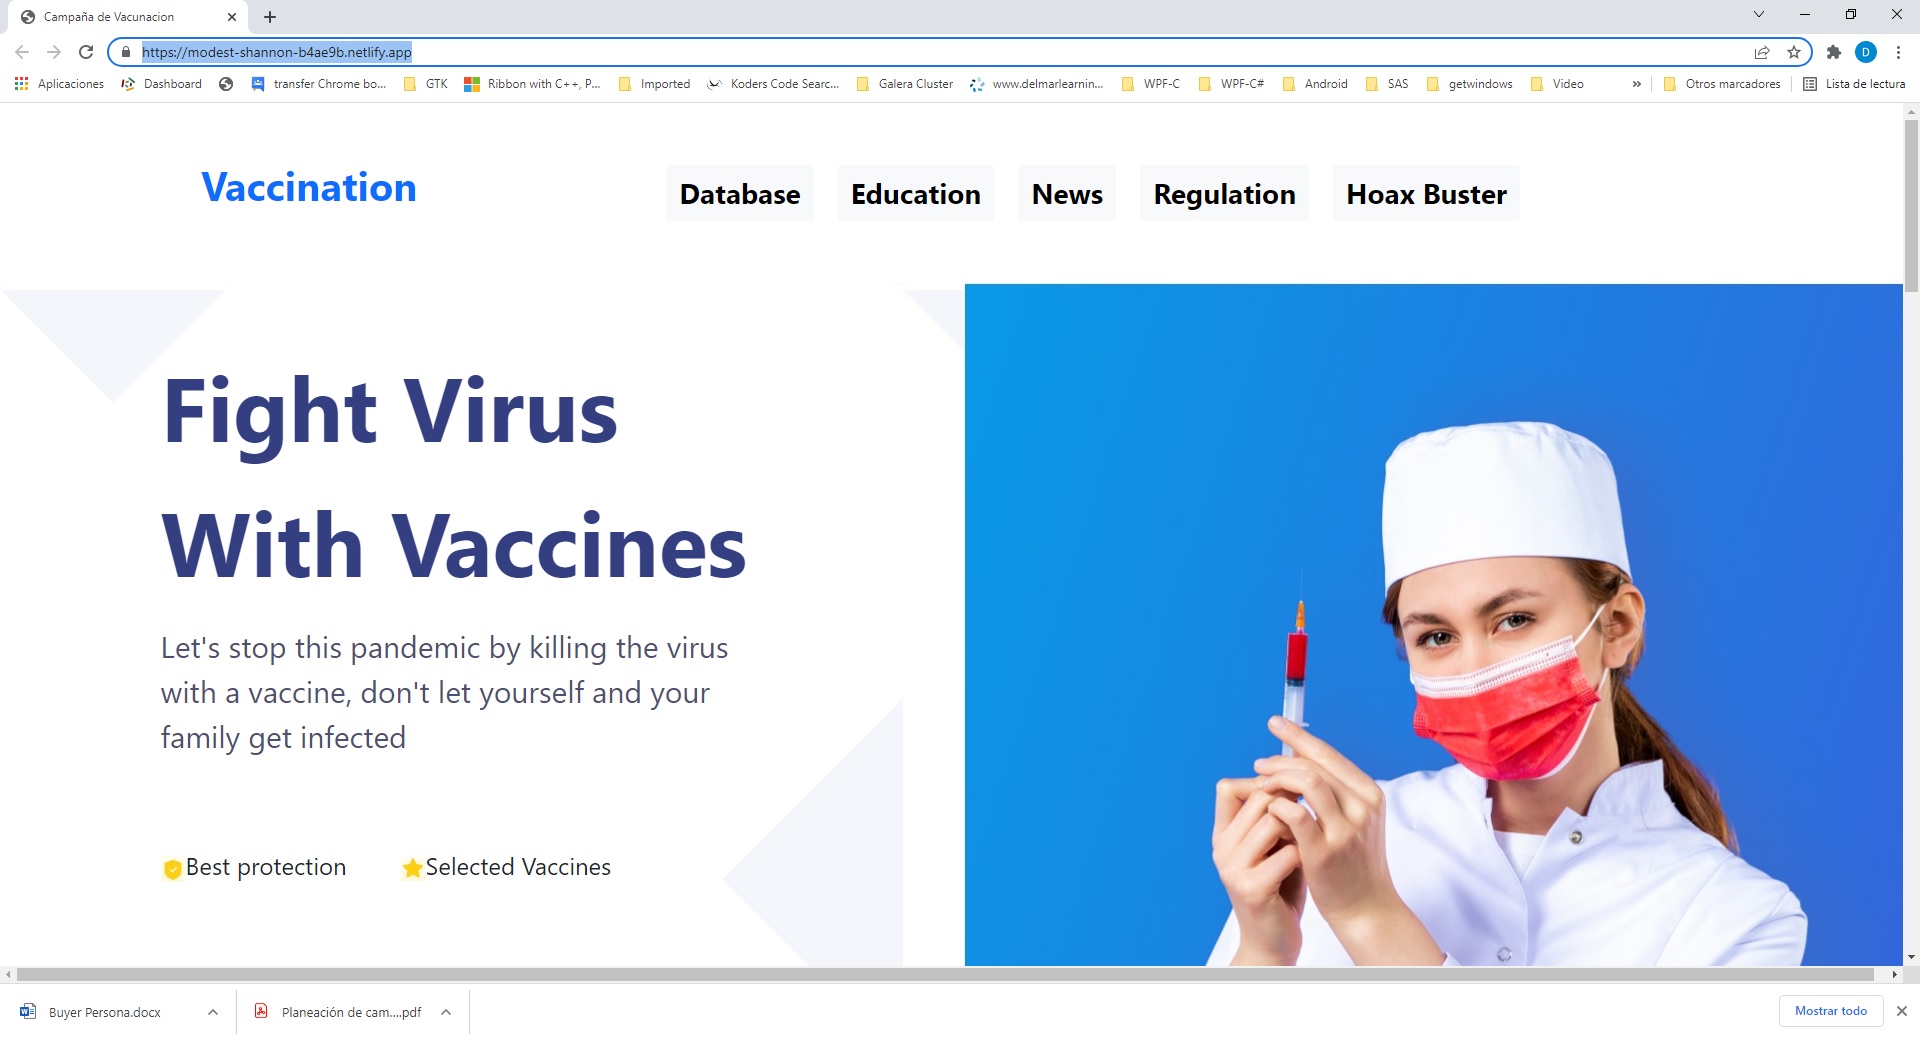 Campaña de Vacunacion
https://modest-shannon-b4ae9b.netlify.app
D
Aplicaciones
Dashboard
transfer Chrome bo...
GTK
Ribbon with C++, P...
Imported
Koders Code Searc...
Galera Cluster
www.delmarlearnin...
WPF-C
WPF-C#
Android
SAS
getwindows
Video
»
Otros marcadores
Lista de lectura
Vaccination
Database
Education
News
Regulation
Hoax Buster
Fight Virus
With Vaccines
Let's stop this pandemic by killing the virus
with a vaccine, don't let yourself and your
family get infected
Best protection
Selected Vaccines
Buyer Persona.docx
Planeación de cam....pdf
Mostrar todo